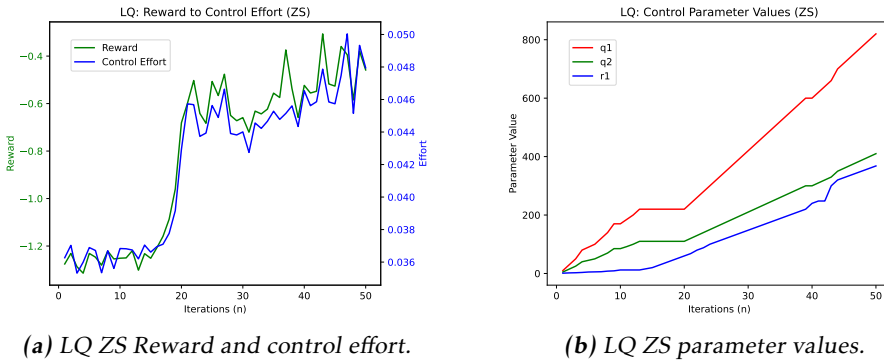 LQ: Reward to Control Effort (ZS)
Reward
Control Effort
−0.4
−0.6
−0.8
−1.0
−1.2
Reward
0.050
0.048
0.046
0.044
0.042
0.040
0.038
0.036
Effort
0 10 20 30 40 50
Iterations (n)
(a) LQ ZS Reward and control effort.
LQ: Control Parameter Values (ZS)
q1
q2
r1
800
600
400
200
0
Parameter Value
0 10 20 30 40 50
Iterations (n)
(b) LQ ZS parameter values.